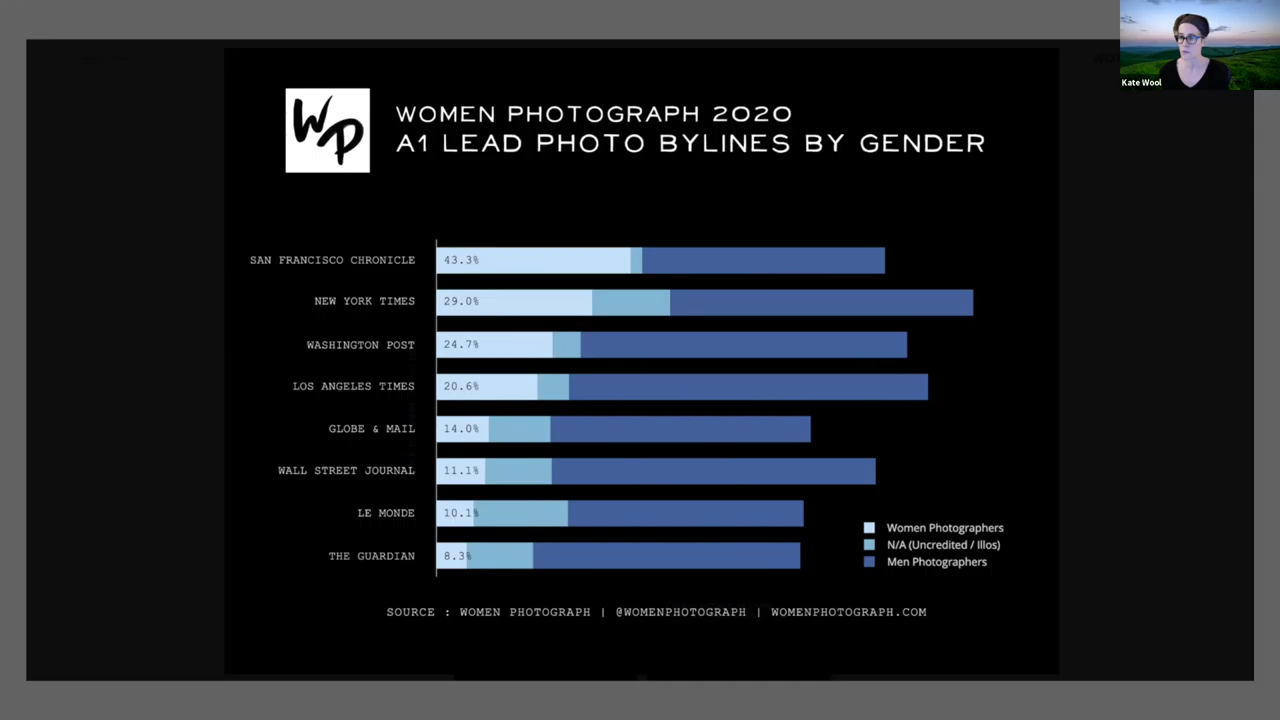 Kate Wool
WP
WOMEN PHOTOGRAPH 2020
A1 LEAD PHOTO BYLINES BY GENDER
SAN FRANCISCO CHRONICLE 43.3%
NEW YORK TIMES 29.0%
WASHINGTON POST 24.7%
LOS ANGELES TIMES 20.6%
GLOBE & MAIL 14.0%
WALL STREET JOURNAL 11.1%
LE MONDE 10.1%
THE GUARDIAN 8.3%
Women Photographers
N/A (Uncredited / Illos)
Men Photographers
SOURCE : WOMEN PHOTOGRAPH | @WOMENPHOTOGRAPH | WOMENPHOTOGRAPH.COM